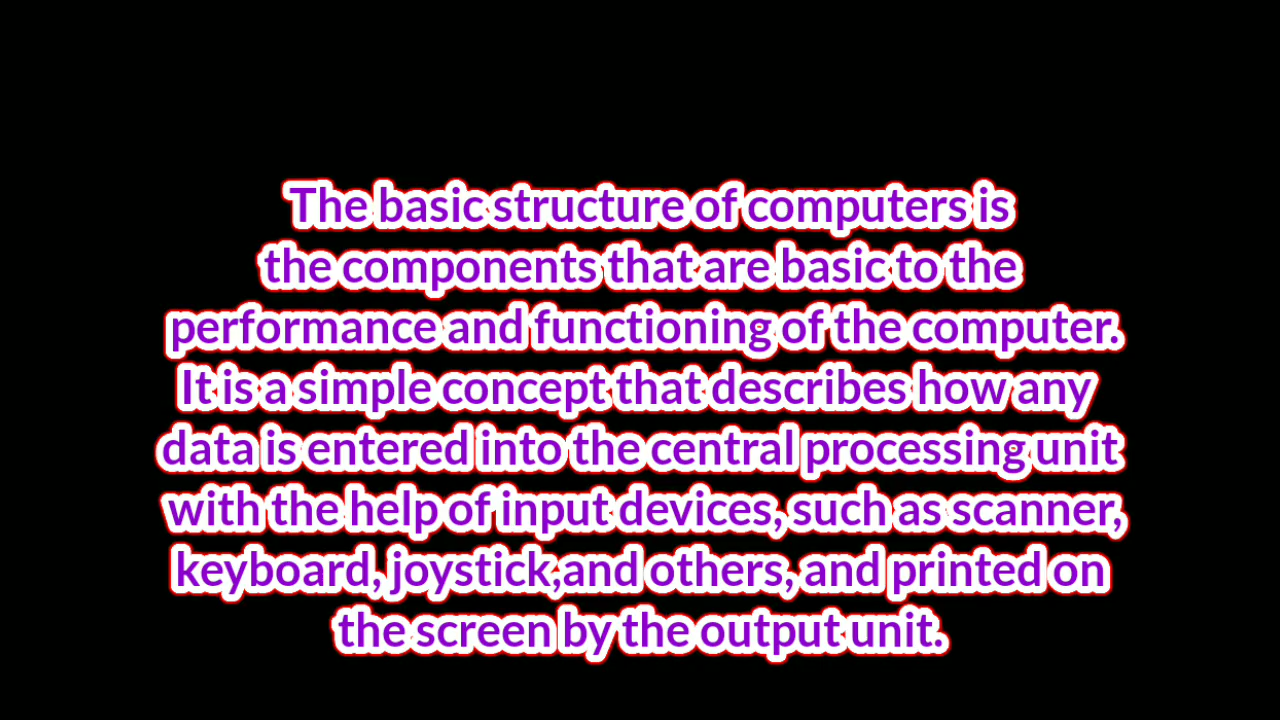 The basic structure of computers is
the components that are basic to the
performance and functioning of the computer.
It is a simple concept that describes how any
data is entered into the central processing unit
with the help of input devices, such as scanner,
keyboard, joystick,and others, and printed on
the screen by the output unit.